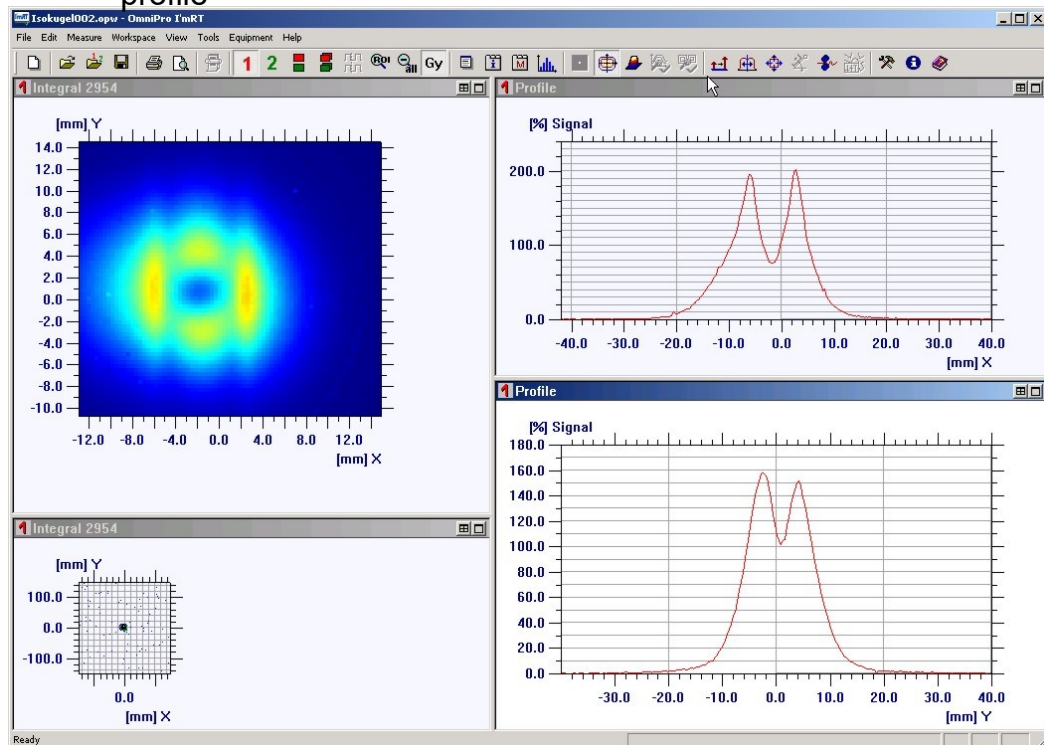 profile
Isokugel002.opw - OmniPro I'mRT
File Edit Measure Workspace View Tools Equipment Help
1 2 ROI all Gy
1 Integral 2954
[mm] Y
14.0
12.0
10.0
8.0
6.0
4.0
2.0
0.0
-2.0
-4.0
-6.0
-8.0
-10.0
-12.0 -8.0 -4.0 0.0 4.0 8.0 12.0
[mm] X
1 Profile
[%] Signal
200.0
100.0
0.0
-40.0 -30.0 -20.0 -10.0 0.0 10.0 20.0 30.0 40.0
[mm] X
1 Profile
[%] Signal
180.0
160.0
140.0
120.0
100.0
80.0
60.0
40.0
20.0
0.0
-30.0 -20.0 -10.0 0.0 10.0 20.0 30.0 40.0
[mm] Y
1 Integral 2954
[mm] Y
100.0
0.0
-100.0
0.0
[mm] X
Ready